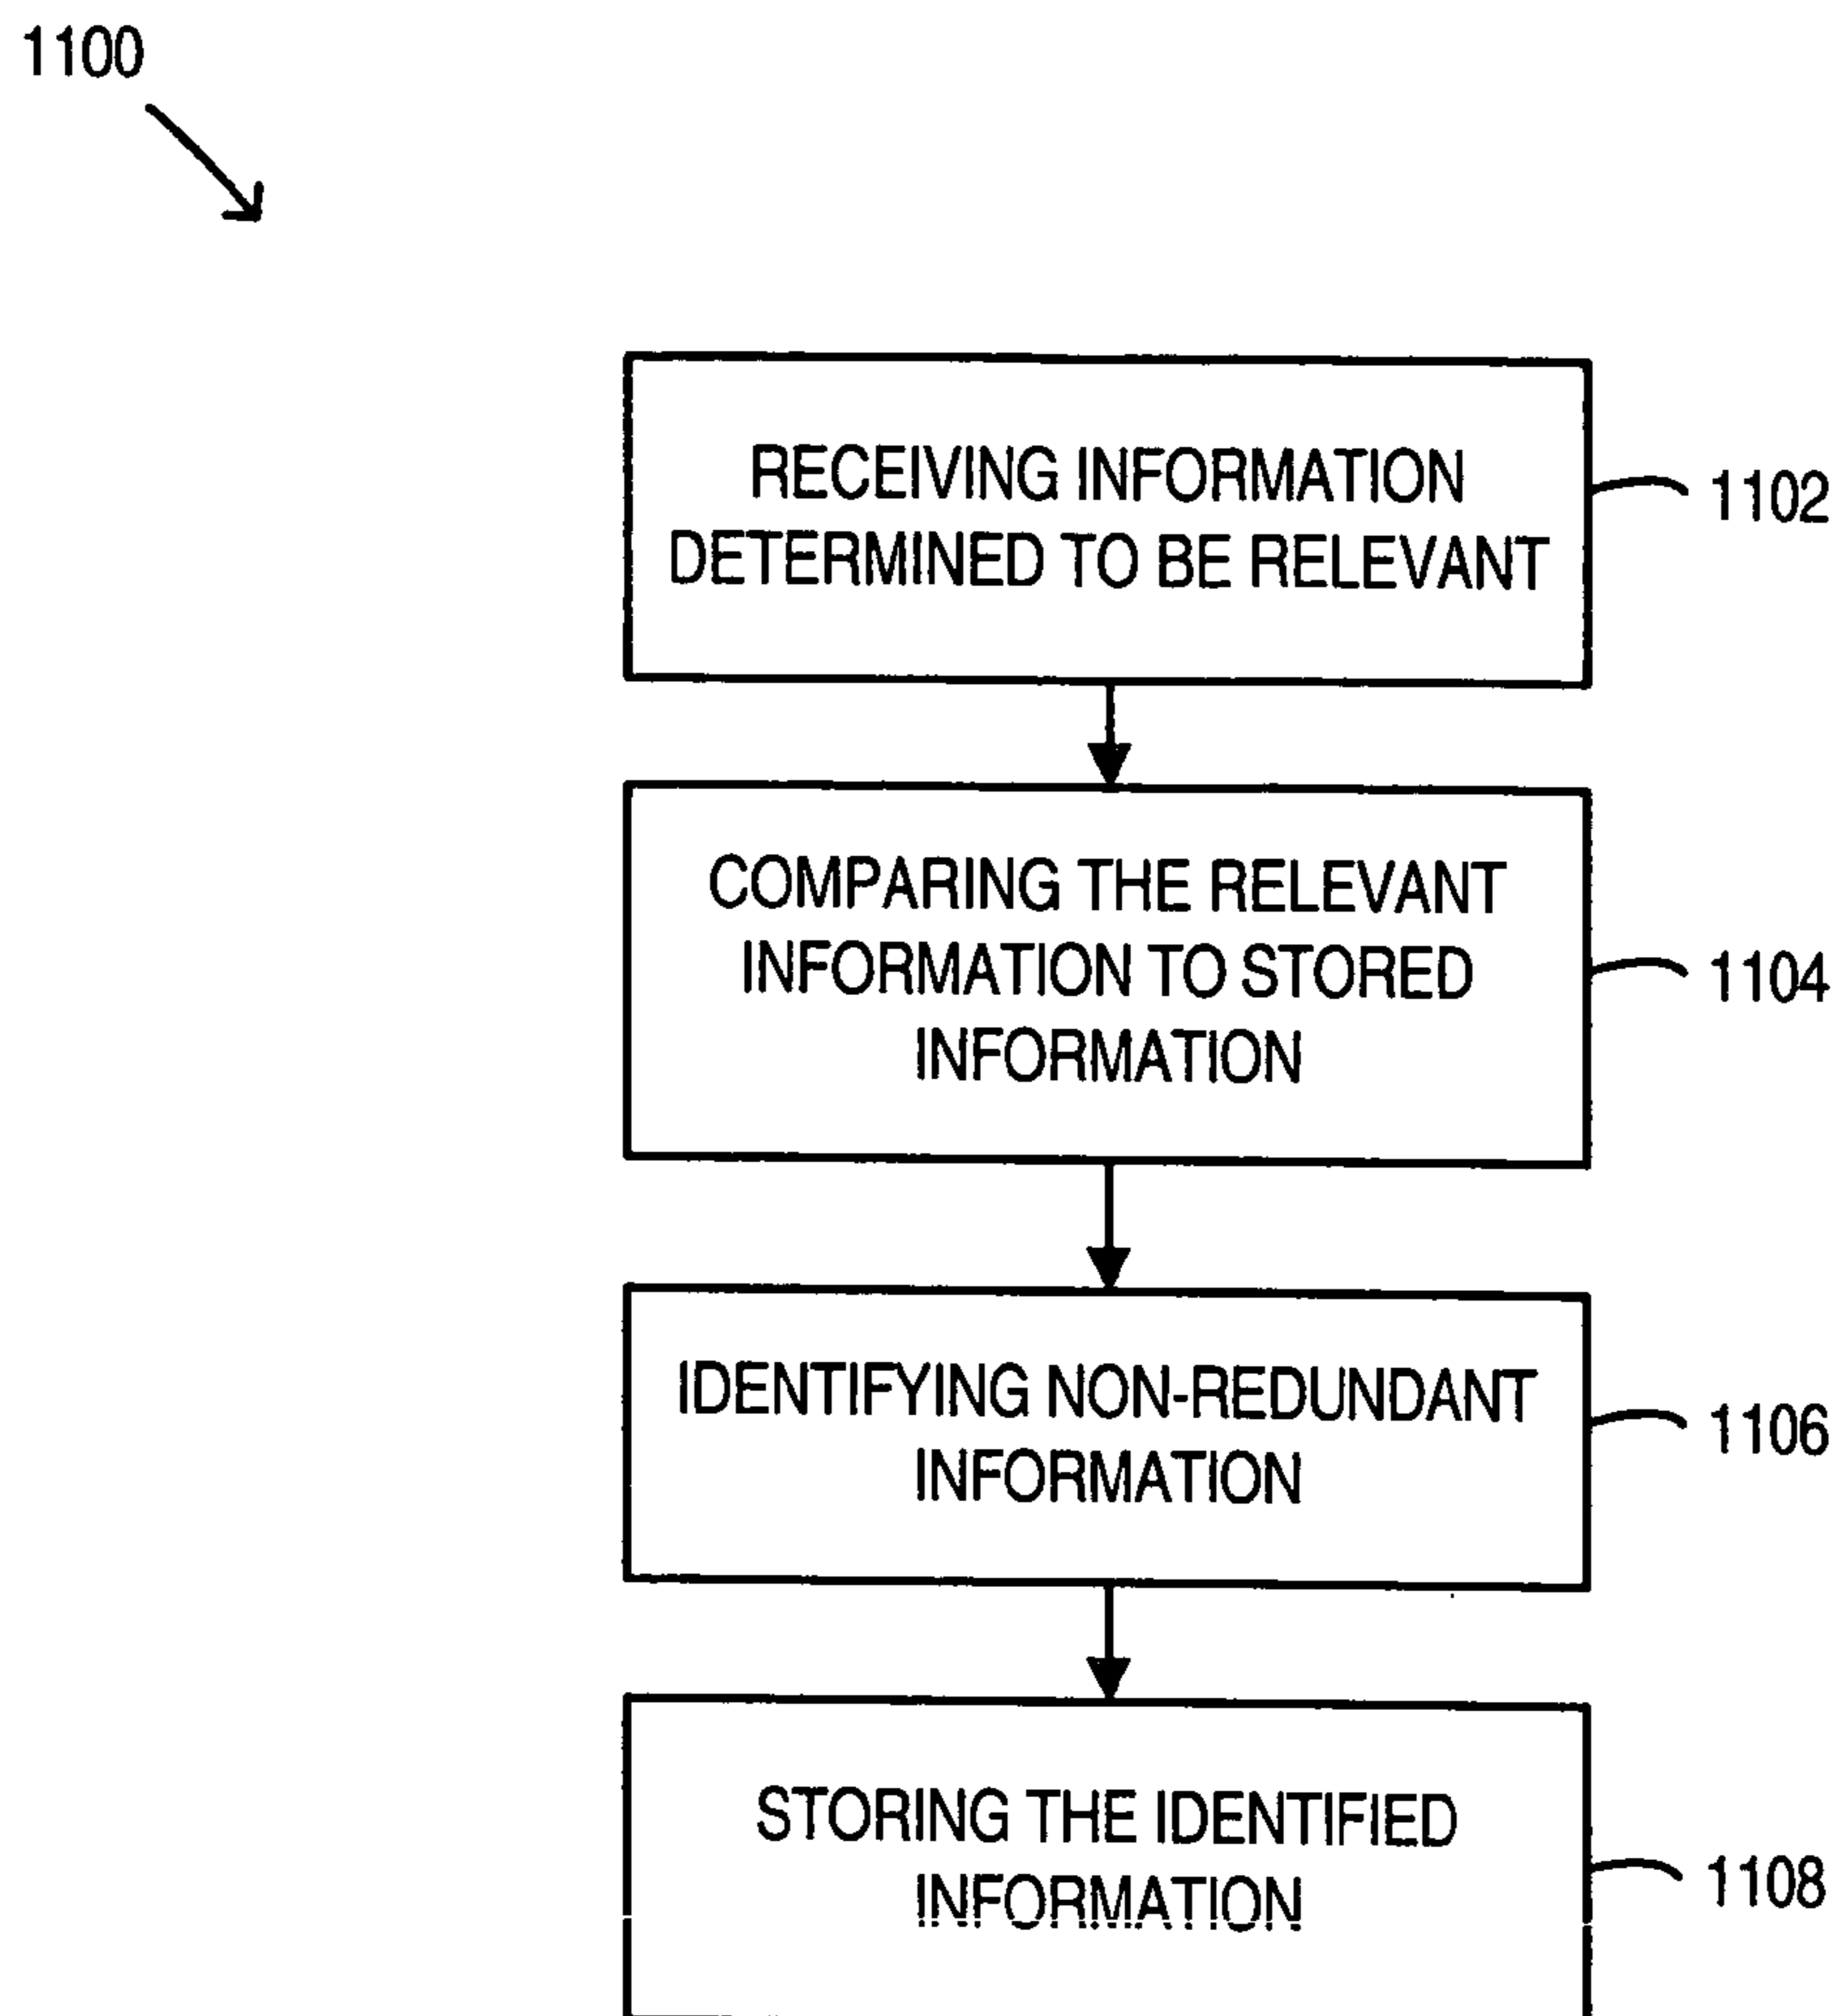 1100
RECEIVING INFORMATION
DETERMINED TO BE RELEVANT
1102
COMPARING THE RELEVANT
INFORMATION TO STORED
INFORMATION
1104
IDENTIFYING NON-REDUNDANT
INFORMATION
1106
STORING THE IDENTIFIED
INFORMATION
1108